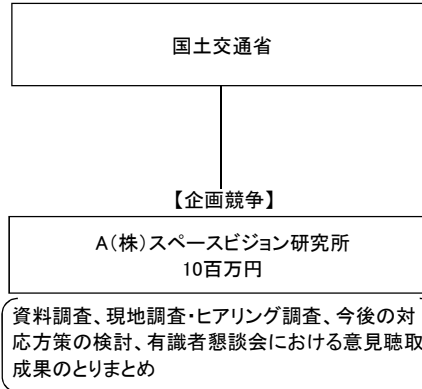 国土交通省
【企画競争】
A(株)スペースビジョン研究所
10百万円
資料調査、現地調査・ヒアリング調査、今後の対
応方策の検討、有識者懇談会における意見聴取
成果のとりまとめ